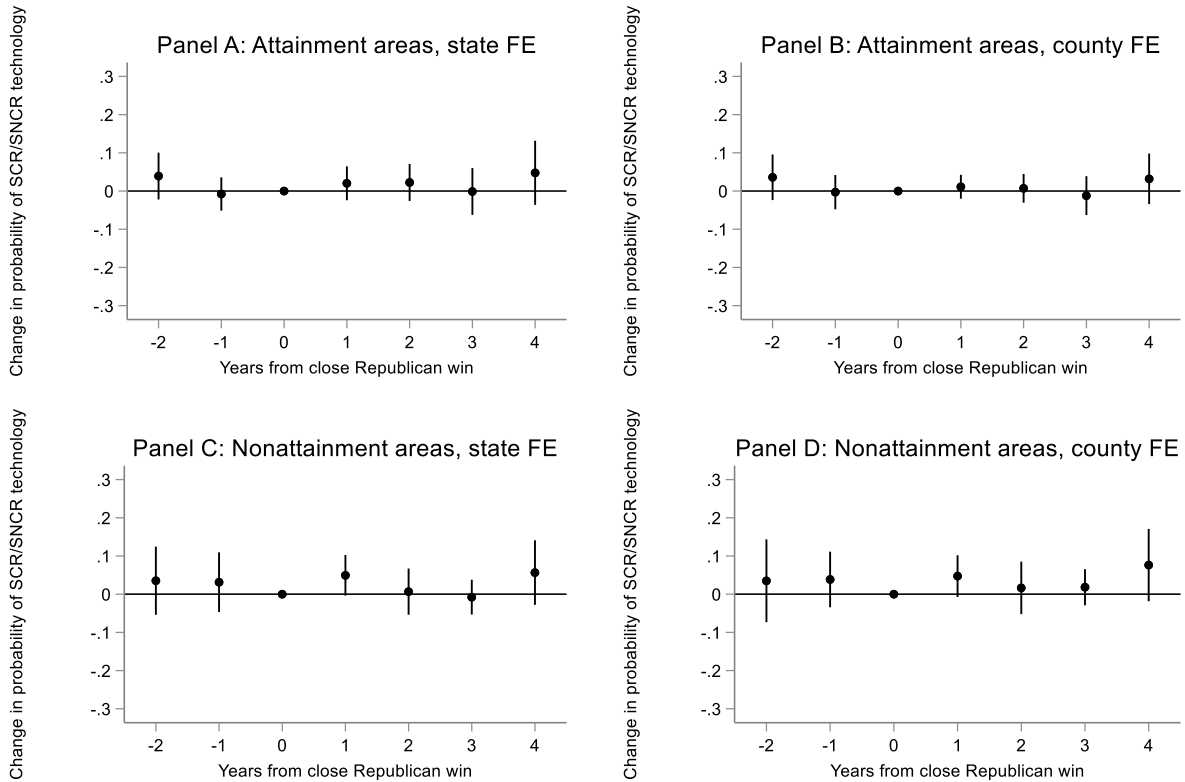 Panel A: Attainment areas, state FE
Change in probability of SCR/SNCR technology
.3
.2
.1
0
-.1
-.2
-.3
-2 -1 0 1 2 3 4
Years from close Republican win
Panel B: Attainment areas, county FE
Change in probability of SCR/SNCR technology
.3
.2
.1
0
-.1
-.2
-.3
-2 -1 0 1 2 3 4
Years from close Republican win
Panel C: Nonattainment areas, state FE
Change in probability of SCR/SNCR technology
.3
.2
.1
0
-.1
-.2
-.3
-2 -1 0 1 2 3 4
Years from close Republican win
Panel D: Nonattainment areas, county FE
Change in probability of SCR/SNCR technology
.3
.2
.1
0
-.1
-.2
-.3
-2 -1 0 1 2 3 4
Years from close Republican win